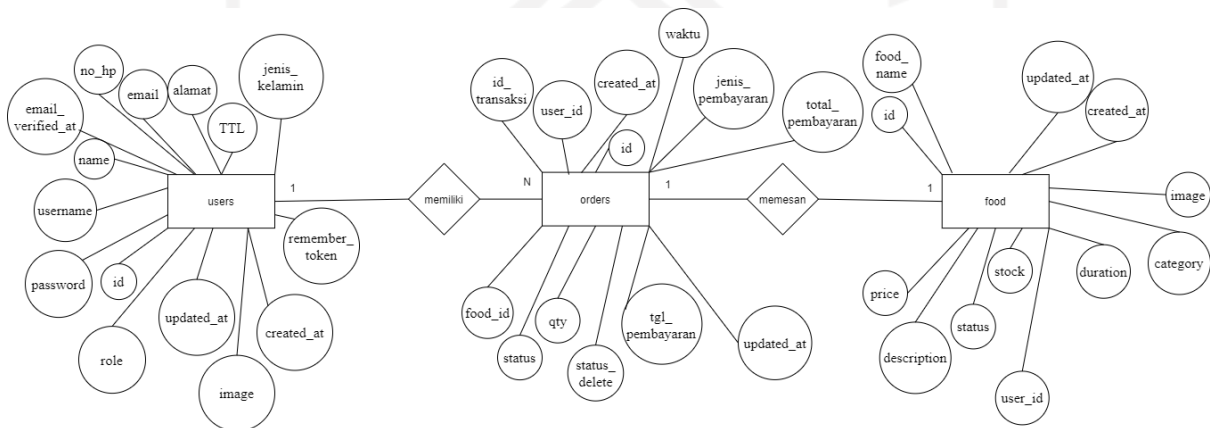 jenis_
kelamin
no_hp
email
alamat
TTL
email_
verified_at
name
username
password
id
role
updated_at
image
created_at
remember_
token
users
1
memiliki
N
id_
transaksi
user_id
created_at
waktu
id
jenis_
pembayaran
total_
pembayaran
orders
food_id
status
qty
status_
delete
tgl_
pembayaran
updated_at
1
memesan
1
food_
name
id
updated_at
created_at
image
category
duration
stock
food
price
description
status
user_id